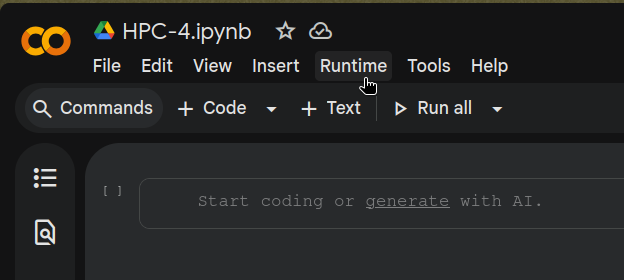 HPC-4.ipynb
File Edit View Insert Runtime Tools Help
Commands + Code + Text Run all
[ ] Start coding or generate with AI.